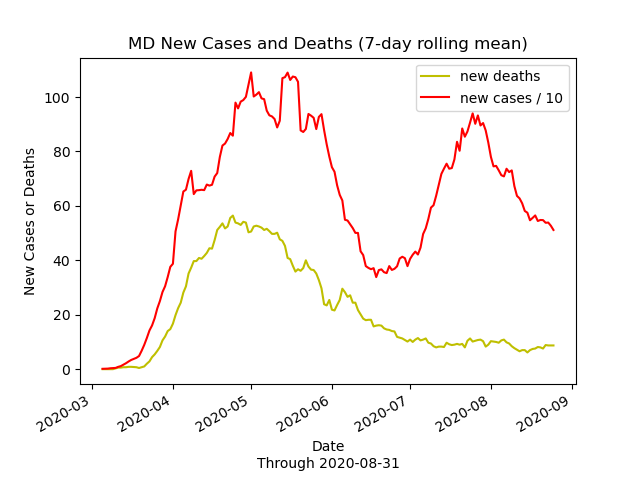 MD New Cases and Deaths (7-day rolling mean)
new deaths
new cases / 10
New Cases or Deaths
100
80
60
40
20
0
2020-03
2020-04
2020-05
2020-06
2020-07
2020-08
2020-09
Date
Through 2020-08-31